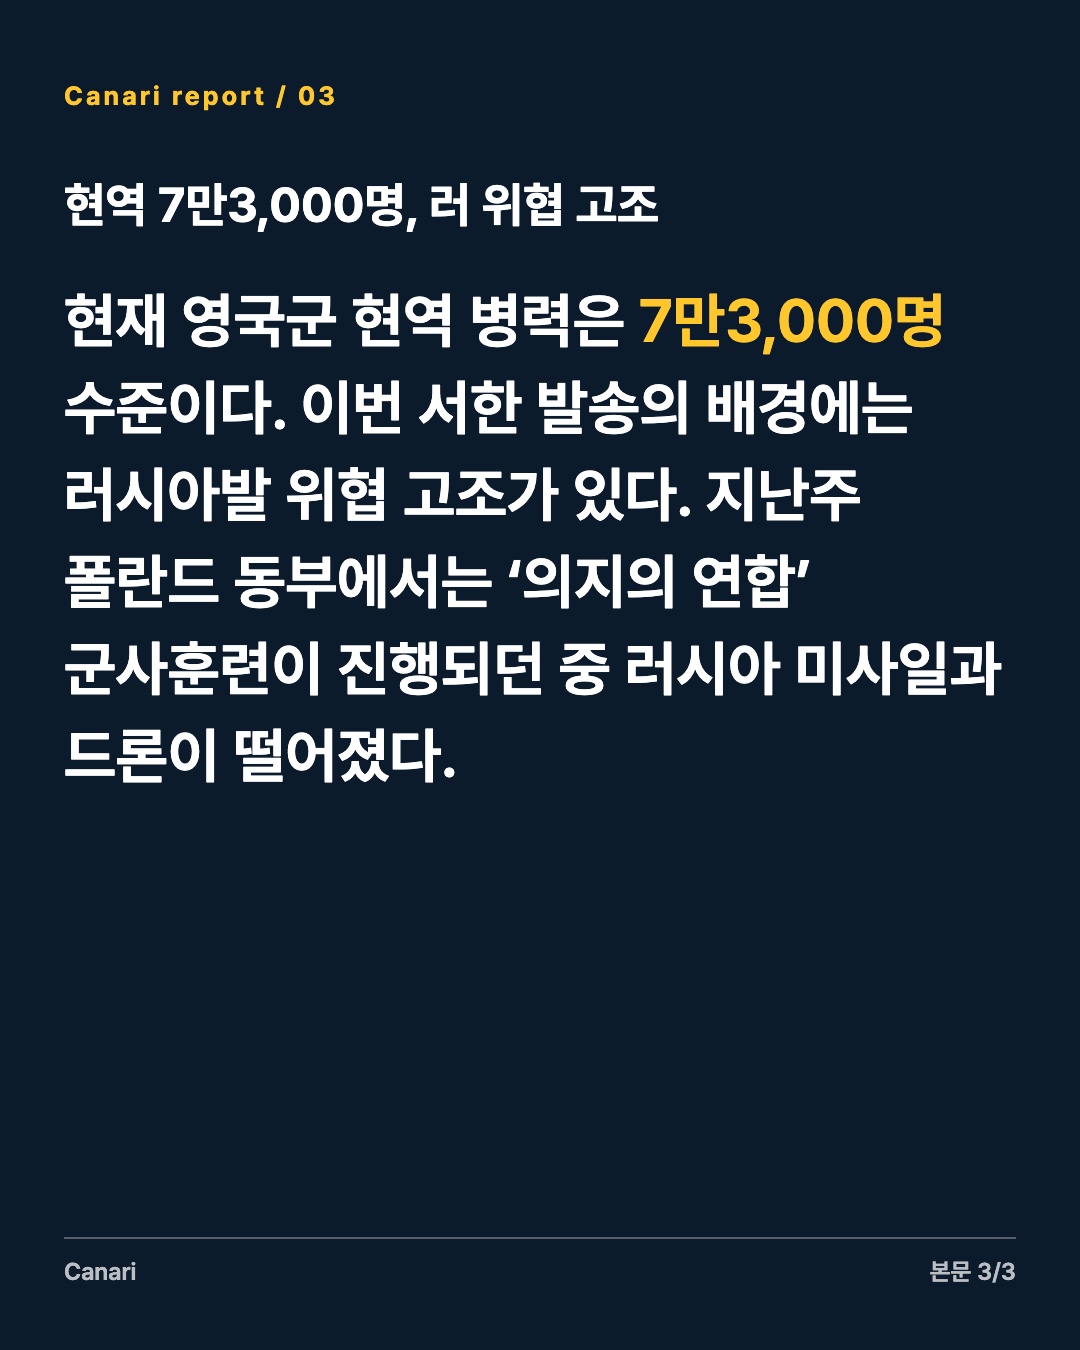 Canari report / 03
현역 7만3,000명, 러 위협 고조
현재 영국군 현역 병력은 7만3,000명
수준이다. 이번 서한 발송의 배경에는
러시아발 위협 고조가 있다. 지난주
폴란드 동부에서는 ‘의지의 연합’
군사훈련이 진행되던 중 러시아 미사일과
드론이 떨어졌다.
Canari
본문 3/3